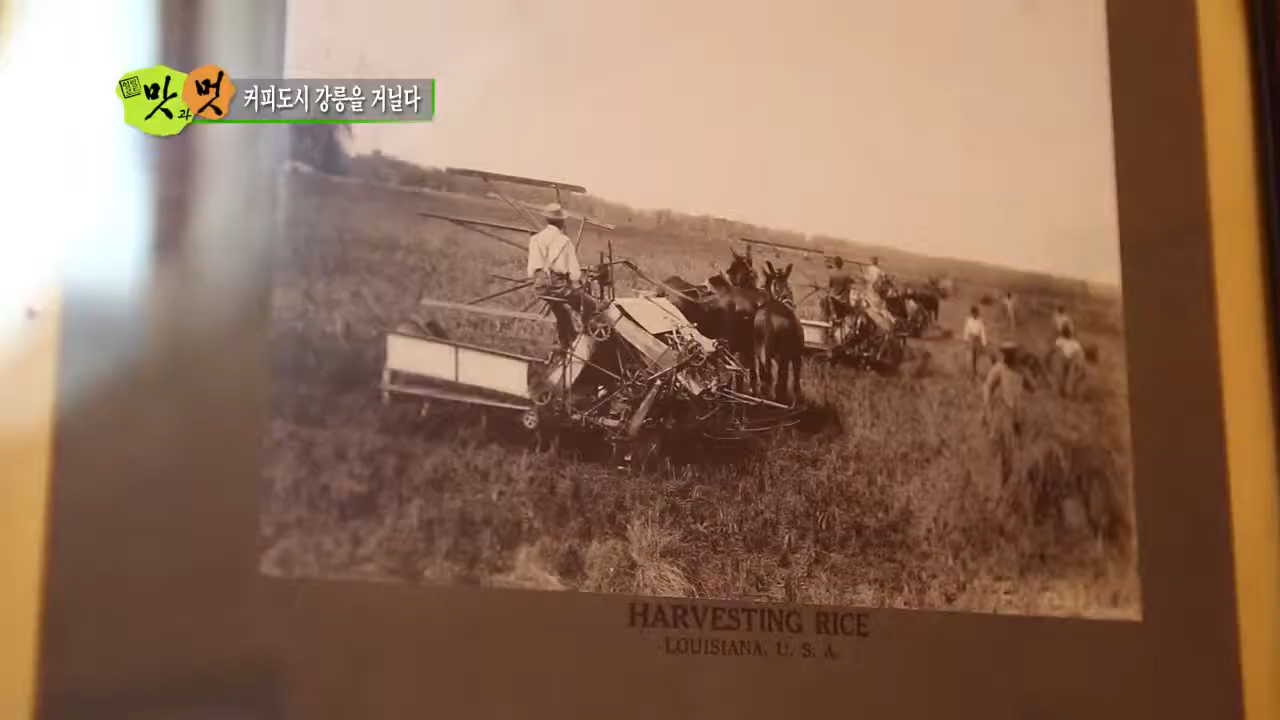 맛과 멋
커피도시 강릉을 거닐다
HARVESTING RICE
LOUISIANA, U. S. A.